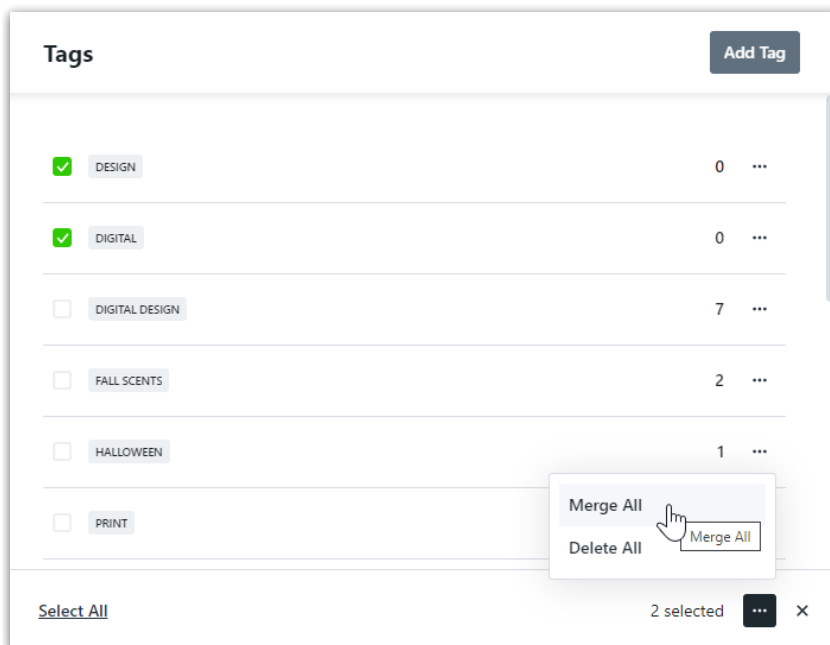 Tags
Add Tag
DESIGN
0
DIGITAL
0
DIGITAL DESIGN
7
FALL SCENTS
2
HALLOWEEN
1
PRINT
Merge All
Merge All
Delete All
Select All
2 selected